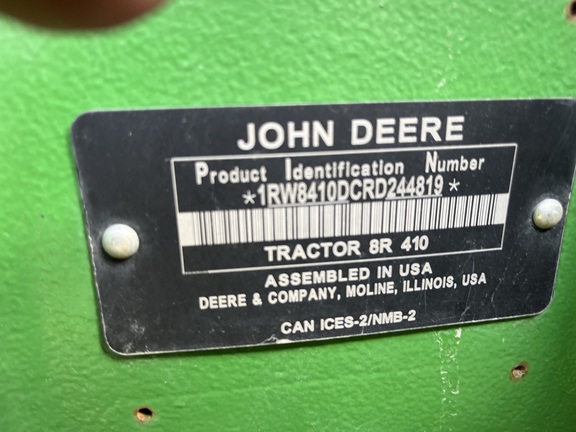 JOHN DEERE
Product Identification Number
*1RW8410DCRD244819*
TRACTOR 8R 410
ASSEMBLED IN USA
DEERE & COMPANY, MOLINE, ILLINOIS, USA
CAN ICES-2/NMB-2